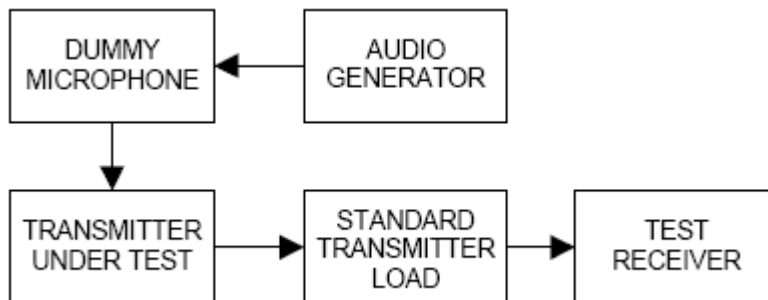 DUMMY
MICROPHONE
AUDIO
GENERATOR
TRANSMITTER
UNDER TEST
STANDARD
TRANSMITTER
LOAD
TEST
RECEIVER